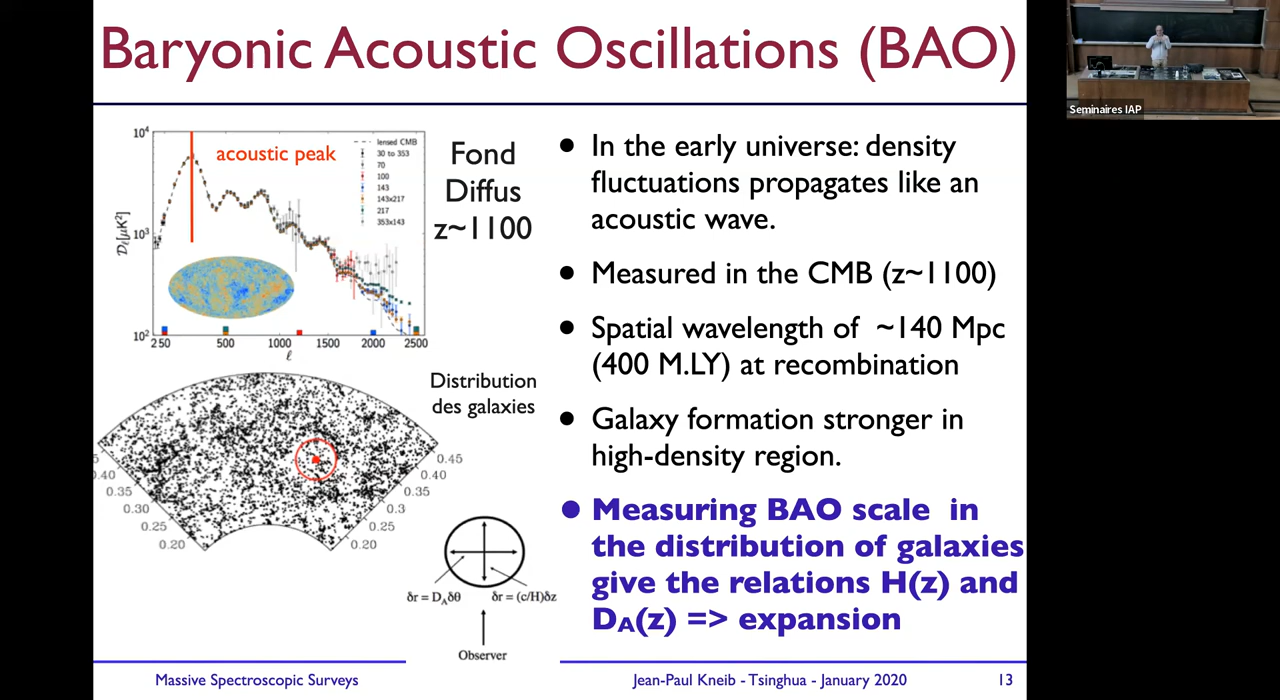 Baryonic Acoustic Oscillations (BAO)
Seminaires IAP
10⁴
acoustic peak
lensed CMB
30 to 353
70
100
143
143x217
217
353x143
𝒟ℓ[μK²]
10³
10²
2 50
500
1000
1500
2000
2500
ℓ
Fond
Diffus
z~1100
Distribution
des galaxies
0.45
0.40
0.35
0.3
0.25
0.20
0.40
0.35
0.30
0.25
0.20
δr = D_Aδθ
δr = (c/H)δz
Observer
• In the early universe: density
fluctuations propagates like an
acoustic wave.
• Measured in the CMB (z~1100)
• Spatial wavelength of ~140 Mpc
(400 M.LY) at recombination
• Galaxy formation stronger in
high-density region.
• Measuring BAO scale in
the distribution of galaxies
give the relations H(z) and
D_A(z) => expansion
Massive Spectroscopic Surveys
Jean-Paul Kneib - Tsinghua - January 2020
13